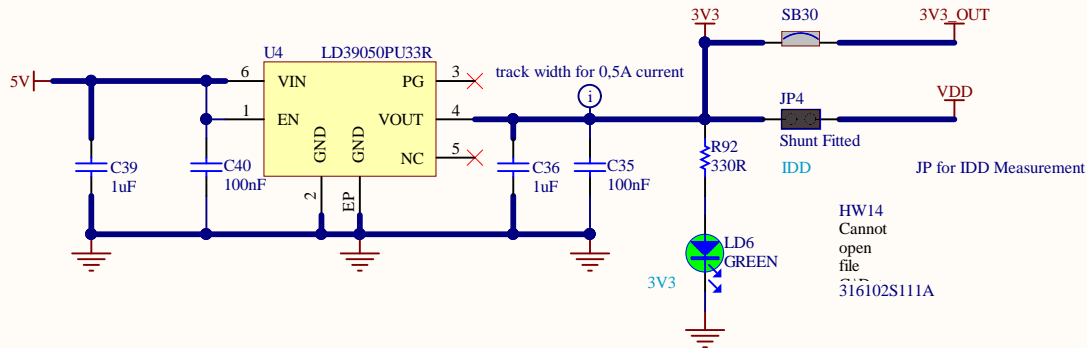 3V3
SB30
3V3_OUT
U4
LD39050PU33R
5V
6
VIN
PG
3
track width for 0,5A current
i
1
EN
VOUT
4
GND
GND
NC
5
2
EP
C39
1uF
C40
100nF
C36
1uF
C35
100nF
R92
330R
JP4
Shunt Fitted
IDD
VDD
JP for IDD Measurement
LD6
GREEN
3V3
HW14
Cannot
open
file
316102S111A